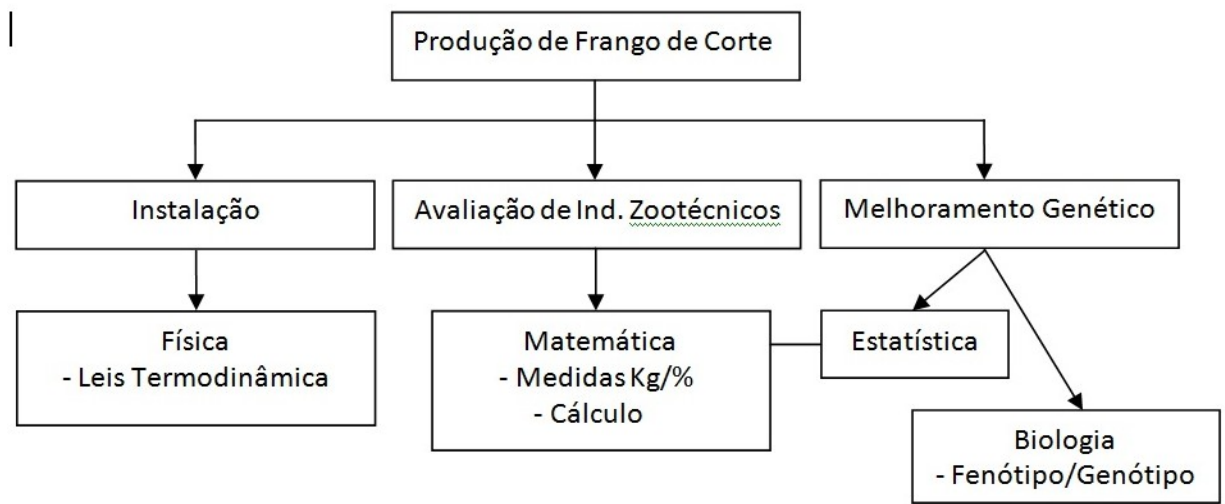 Produção de Frango de Corte
Instalação
Avaliação de Ind. Zootécnicos
Melhoramento Genético
Física
- Leis Termodinâmica
Matemática
- Medidas Kg/%
- Cálculo
Estatística
Biologia
- Fenótipo/Genótipo